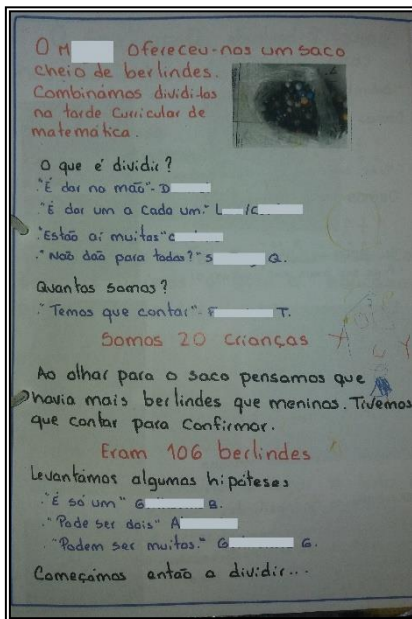 O M Ofereceu-nos um saco
cheio de berlindes.
Combinámos dividi-los
na tarde Curricular de
matemática.
O que é dividir?
."É dar na mão"- D
."É dar um a Cada um." L /C
."Estão aí muitas" C
."Não dão para todos?" S Q.
Quantos somos?
."Temos que contar"- F T.
Somos 20 crianças
Ao olhar para o saco pensamos que
havia mais berlindes que meninos. Tivemos
que contar para Confirmar.
Eram 106 berlindes
Levantámos algumas hipóteses
."É só um" G B.
."Pode ser dois" A
."Podem ser muitos." G G.
Começámos então a dividir...